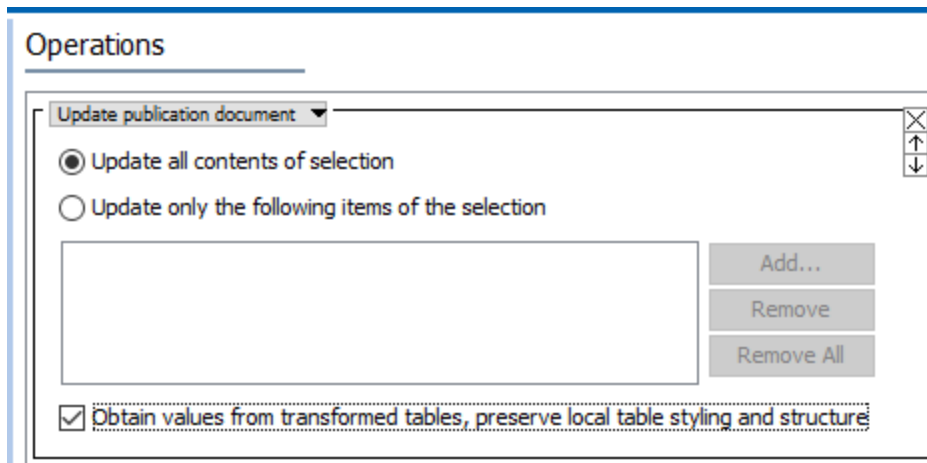 Operations
Update publication document
Update all contents of selection
Update only the following items of the selection
Add...
Remove
Remove All
Obtain values from transformed tables, preserve local table styling and structure